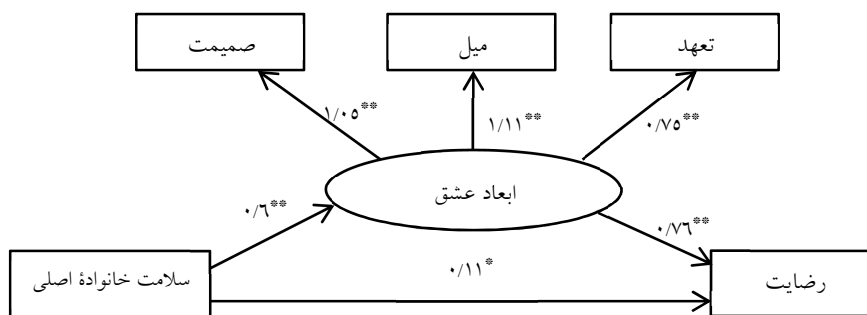 صمیمت
میل
تعهد
۱/۰۵**
۱/۱۱**
۰/۷۵**
ابعاد عشق
۰/۶**
۰/۷۶**
سلامت خانوادۀ اصلی
۰/۱۱*
رضایت